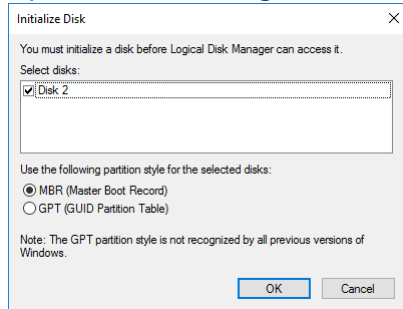 Initialize Disk
You must initialize a disk before Logical Disk Manager can access it.
Select disks:
Disk 2
Use the following partition style for the selected disks:
MBR (Master Boot Record)
GPT (GUID Partition Table)
Note: The GPT partition style is not recognized by all previous versions of
Windows.
OK Cancel